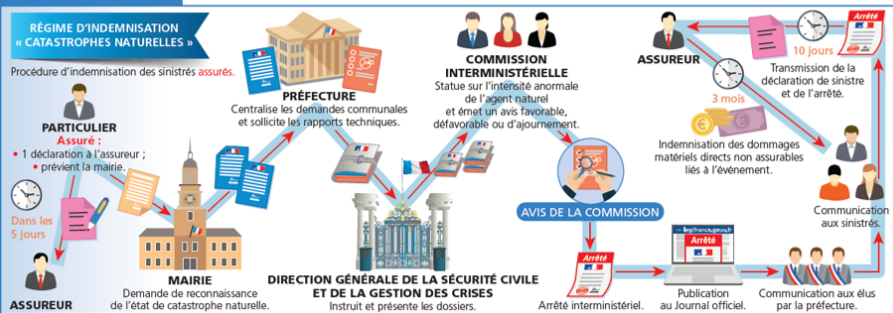 RÉGIME D'INDEMNISATION
« CATASTROPHES NATURELLES »
Procédure d'indemnisation des sinistrés assurés.
PARTICULIER
Assuré :
• 1 déclaration à l'assureur ;
• prévient la mairie.
Dans les
5 jours
ASSUREUR
MAIRIE
Demande de reconnaissance
de l'état de catastrophe naturelle.
PRÉFECTURE
Centralise les demandes communales
et sollicite les rapports techniques.
DIRECTION GÉNÉRALE DE LA SÉCURITÉ CIVILE
ET DE LA GESTION DES CRISES
Instruit et présente les dossiers.
COMMISSION
INTERMINISTÉRIELLE
Statue sur l'intensité anormale
de l'agent naturel
et émet un avis favorable,
défavorable ou d'ajournement.
AVIS DE LA COMMISSION
Arrêté
Arrêté interministériel.
legifrance.gouv.fr
Arrêté
Publication
au Journal officiel.
Communication aux élus
par la préfecture.
Arrêté
10 jours
Transmission de la
déclaration de sinistre
et de l'arrêté.
ASSUREUR
3 mois
Indemnisation des dommages
matériels directs non assurables
liés à l'événement.
Communication
aux sinistrés.